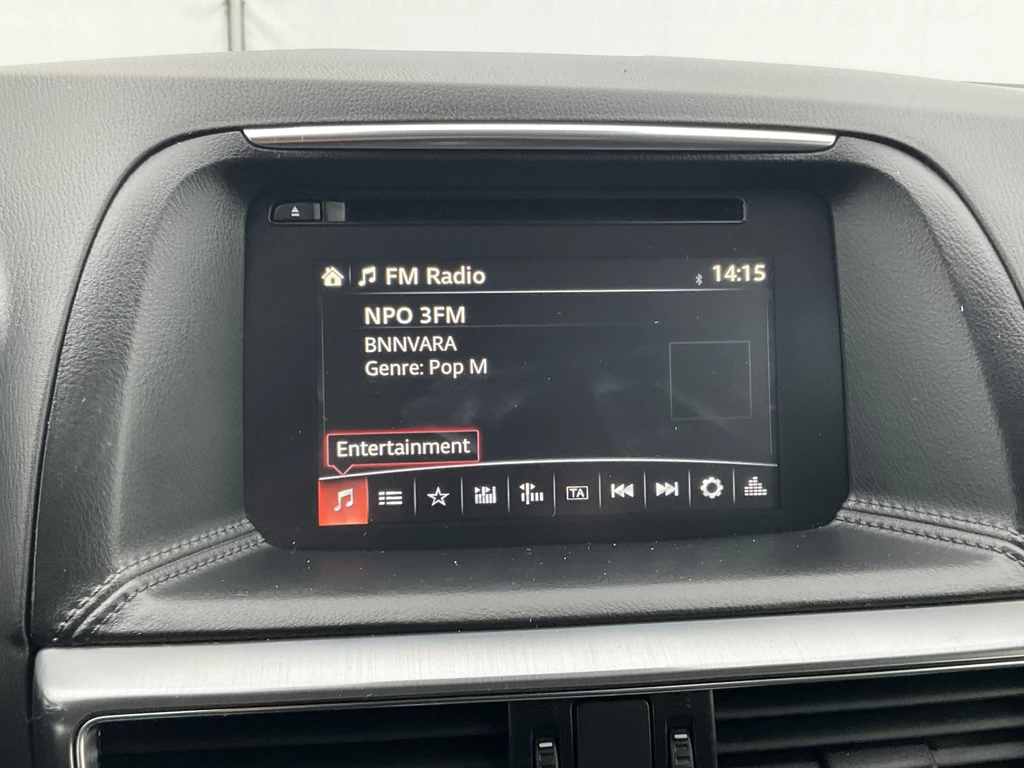 FM Radio 14:15
NPO 3FM
BNNVARA
Genre: Pop M
Entertainment
TA